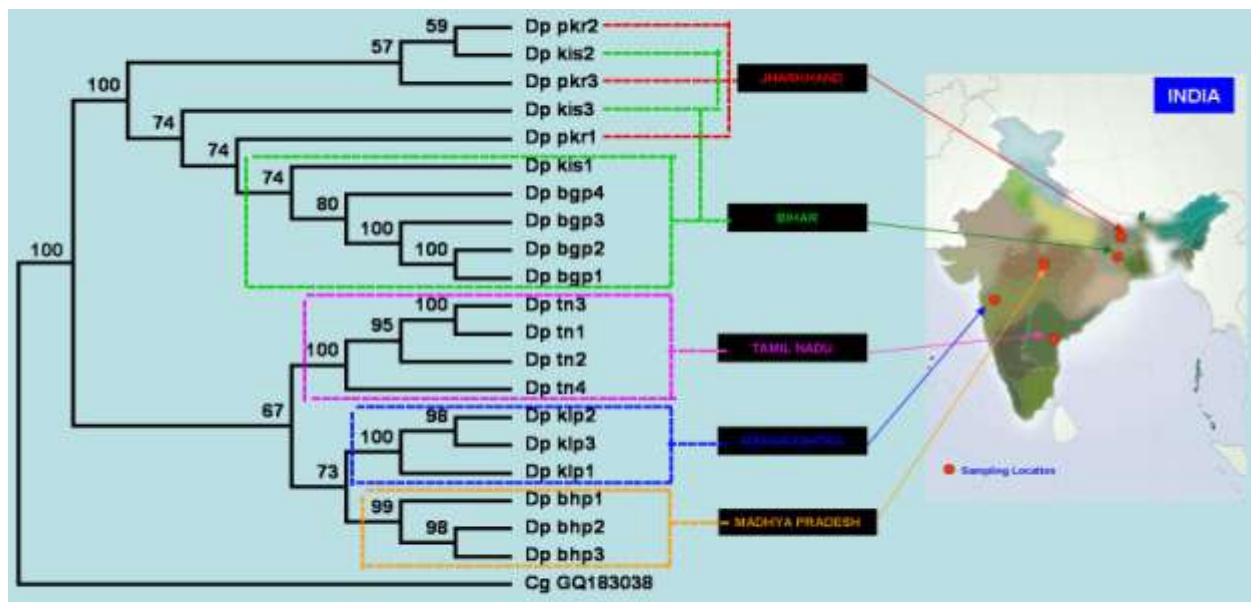 59
Dp pkr2
57
Dp kis2
100
Dp pkr3
JHARKHAND
INDIA
74
Dp kis3
74
Dp pkr1
74
Dp kis1
80
Dp bgp4
100
Dp bgp3
BIHAR
100
100
Dp bgp2
Dp bgp1
100
Dp tn3
95
Dp tn1
100
Dp tn2
TAMIL NADU
Dp tn4
67
98
Dp klp2
100
Dp klp3
MAHARASHTRA
73
Dp klp1
Sampling Location
99
Dp bhp1
98
Dp bhp2
MADHYA PRADESH
Dp bhp3
Cg GQ183038